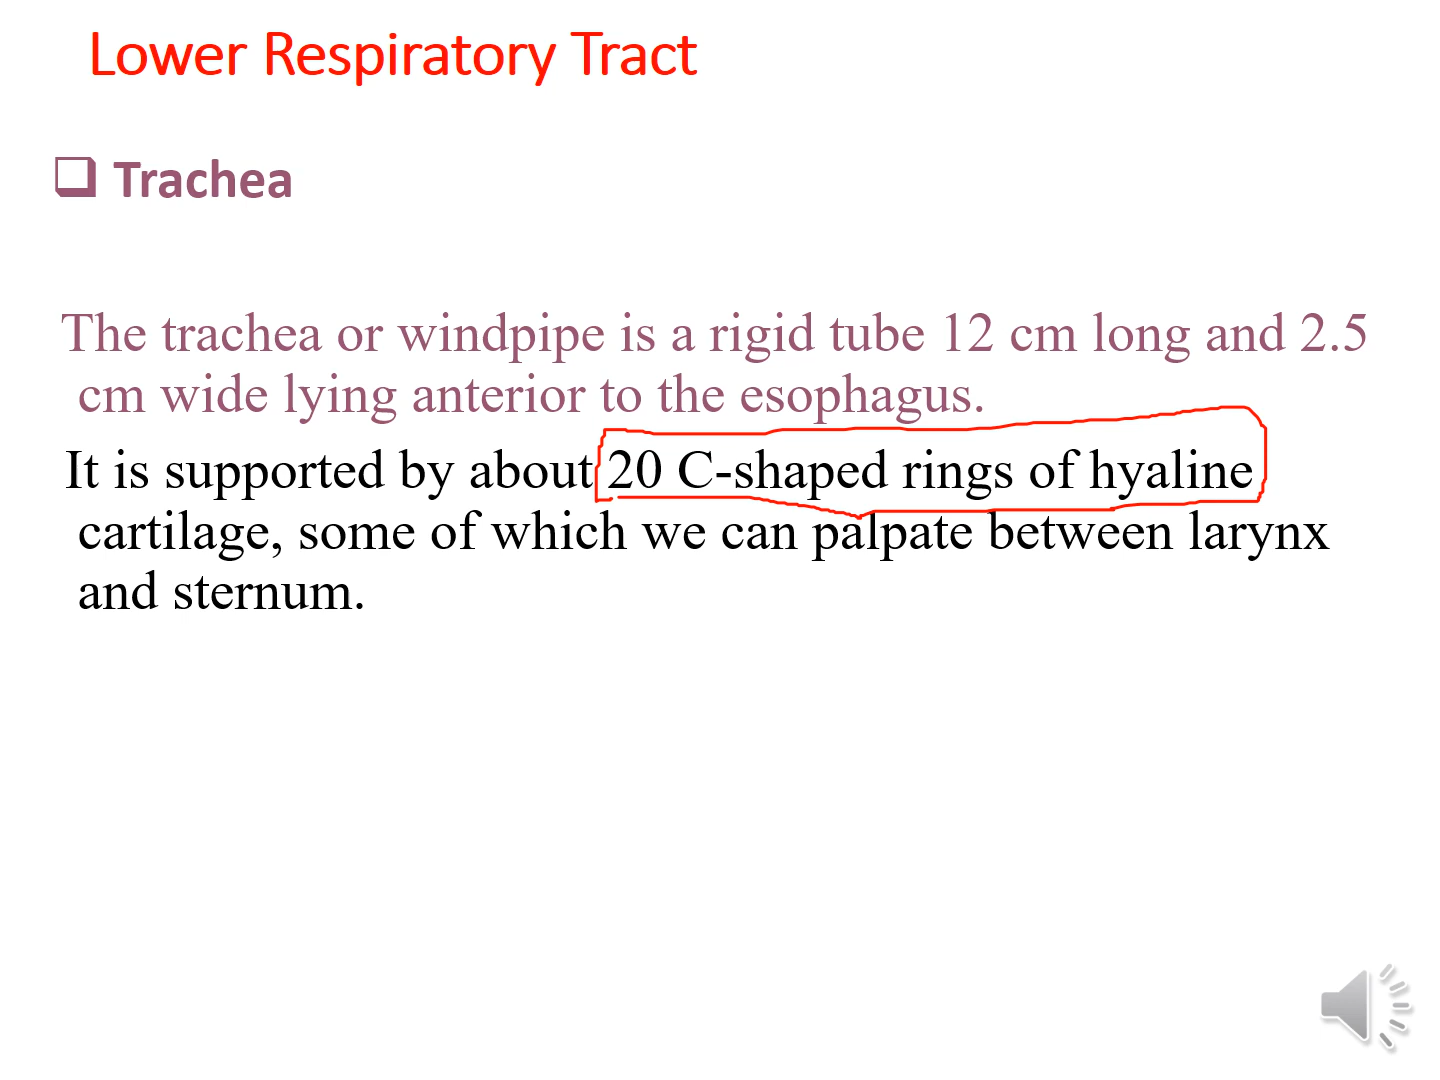 Lower Respiratory Tract
Trachea
The trachea or windpipe is a rigid tube 12 cm long and 2.5
cm wide lying anterior to the esophagus.
It is supported by about 20 C-shaped rings of hyaline
cartilage, some of which we can palpate between larynx
and sternum.